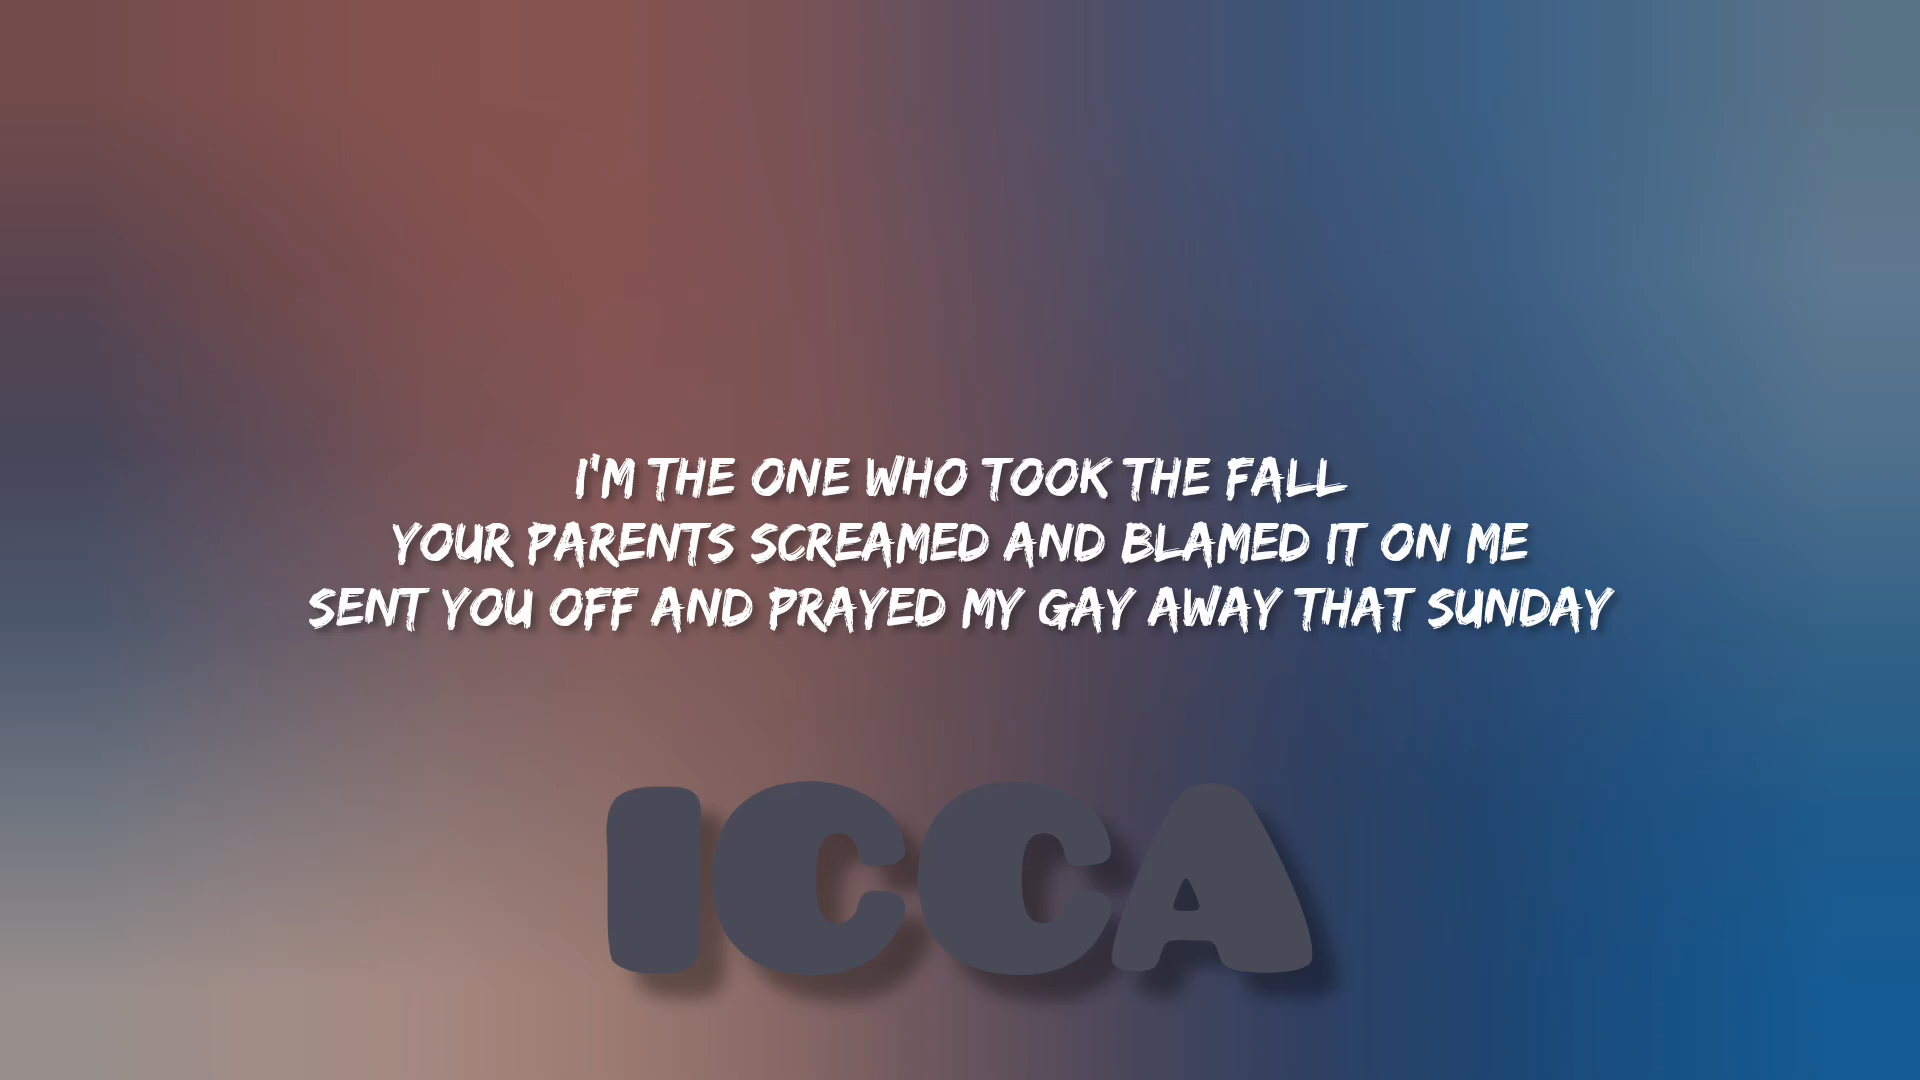 I'M THE ONE WHO TOOK THE FALL
YOUR PARENTS SCREAMED AND BLAMED IT ON ME
SENT YOU OFF AND PRAYED MY GAY AWAY THAT SUNDAY
ICCA